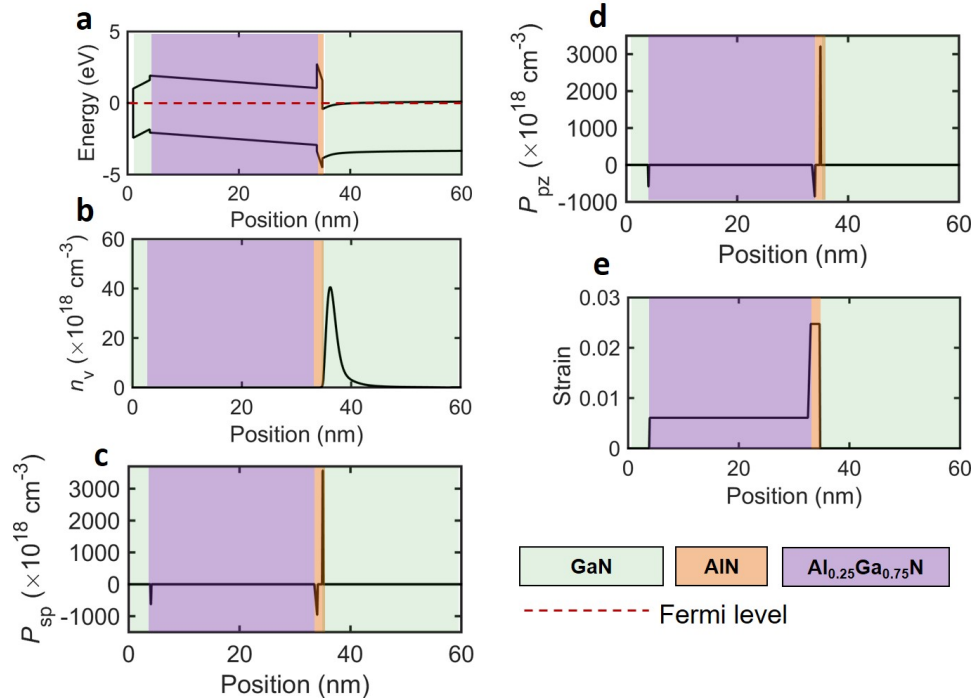 a
5
0
-5
Energy (eV)
0 20 40 60
Position (nm)
b
60
40
20
0
n_v (×10^18 cm^-3)
0 20 40 60
Position (nm)
c
3000
2000
1000
0
-1000
P_sp (×10^18 cm^-3)
0 20 40 60
Position (nm)
d
3000
2000
1000
0
-1000
P_pz (×10^18 cm^-3)
0 20 40 60
Position (nm)
e
0.03
0.02
0.01
0
Strain
0 20 40 60
Position (nm)
GaN AlN Al0.25Ga0.75N
Fermi level